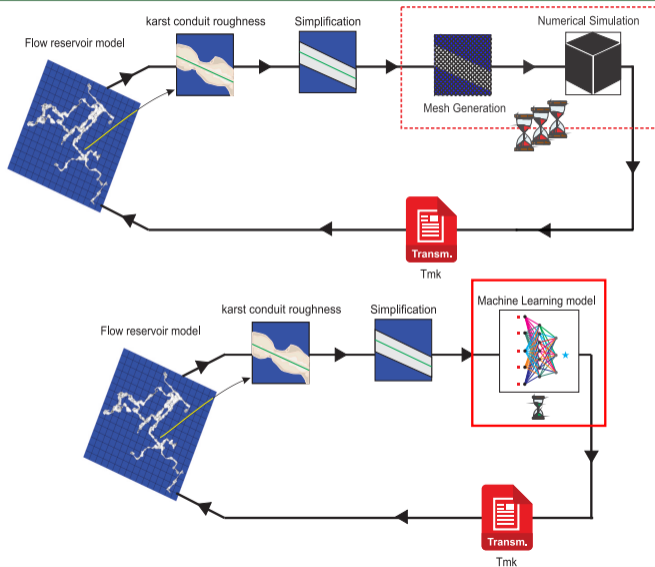 karst conduit roughness
Simplification
Numerical Simulation
Flow reservoir model
Mesh Generation
Transm.
Tmk
karst conduit roughness
Simplification
Machine Learning model
Flow reservoir model
Transm.
Tmk